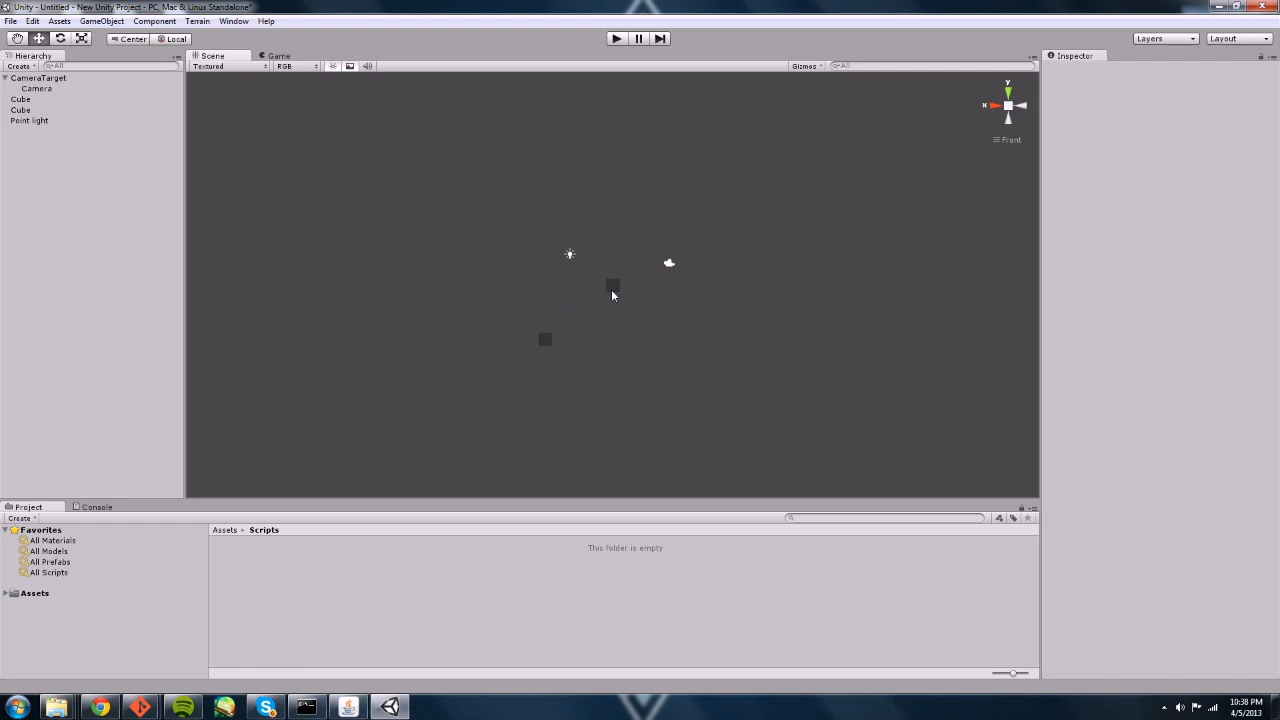 Unity - Untitled - New Unity Project - PC, Mac & Linux Standalone*
File Edit Assets GameObject Component Terrain Window Help
Center Local Layers Layout
Hierarchy Scene Game Inspector
Create All Textured RGB Gizmos All
CameraTarget
Camera
Cube
Cube
Point light
y
x
Front
Project Console
Create
Favorites
All Materials
All Models
All Prefabs
All Scripts
Assets
Assets Scripts
This folder is empty
10:38 PM
4/5/2013